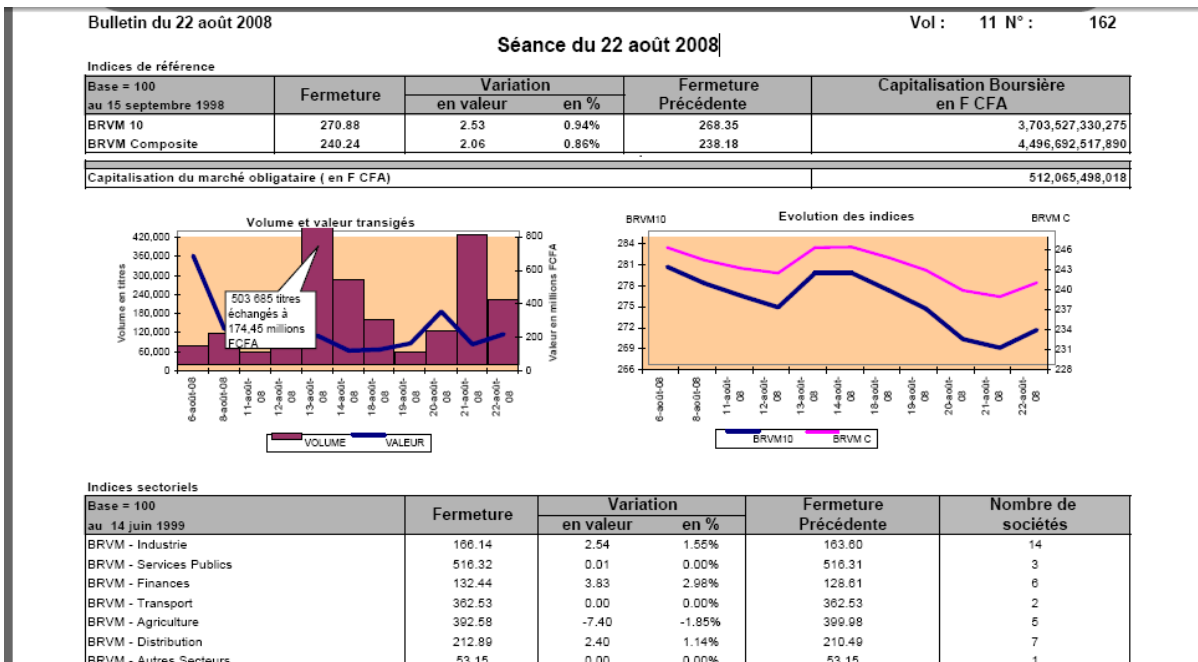 Bulletin du 22 août 2008 Vol : 11 N° : 162
Séance du 22 août 2008
Indices de référence
Base = 100 au 15 septembre 1998 Fermeture Variation en valeur en % Fermeture Précédente Capitalisation Boursière en F CFA
BRVM 10 270.88 2.53 0.94% 268.35 3,703,527,330,275
BRVM Composite 240.24 2.06 0.86% 238.18 4,496,692,517,890
Capitalisation du marché obligataire ( en F CFA) 512,065,498,018
Volume et valeur transigés
Volume en titres
420,000
360,000
300,000
240,000
180,000
120,000
60,000
0
503 685 titres
échangés à
174,45 millions
FCFA
800
600
400
200
0
Valeur en millions FCFA
6-août-08
8-août-08
11-août-08
12-août-08
13-août-08
14-août-08
18-août-08
19-août-08
20-août-08
21-août-08
22-août-08
VOLUME VALEUR
BRVM10 Evolution des indices BRVM C
284
281
278
275
272
269
266
246
243
240
237
234
231
228
6-août-08
8-août-08
11-août-08
12-août-08
13-août-08
14-août-08
18-août-08
19-août-08
20-août-08
21-août-08
22-août-08
BRVM10 BRVM C
Indices sectoriels
Base = 100 au 14 juin 1999 Fermeture Variation en valeur en % Fermeture Précédente Nombre de sociétés
BRVM - Industrie 166.14 2.54 1.55% 163.60 14
BRVM - Services Publics 516.32 0.01 0.00% 516.31 3
BRVM - Finances 132.44 3.83 2.98% 128.61 6
BRVM - Transport 362.53 0.00 0.00% 362.53 2
BRVM - Agriculture 392.58 -7.40 -1.85% 399.98 5
BRVM - Distribution 212.89 2.40 1.14% 210.49 7
BRVM - Autres Secteurs 53.15 0.00 0.00% 53.15 1